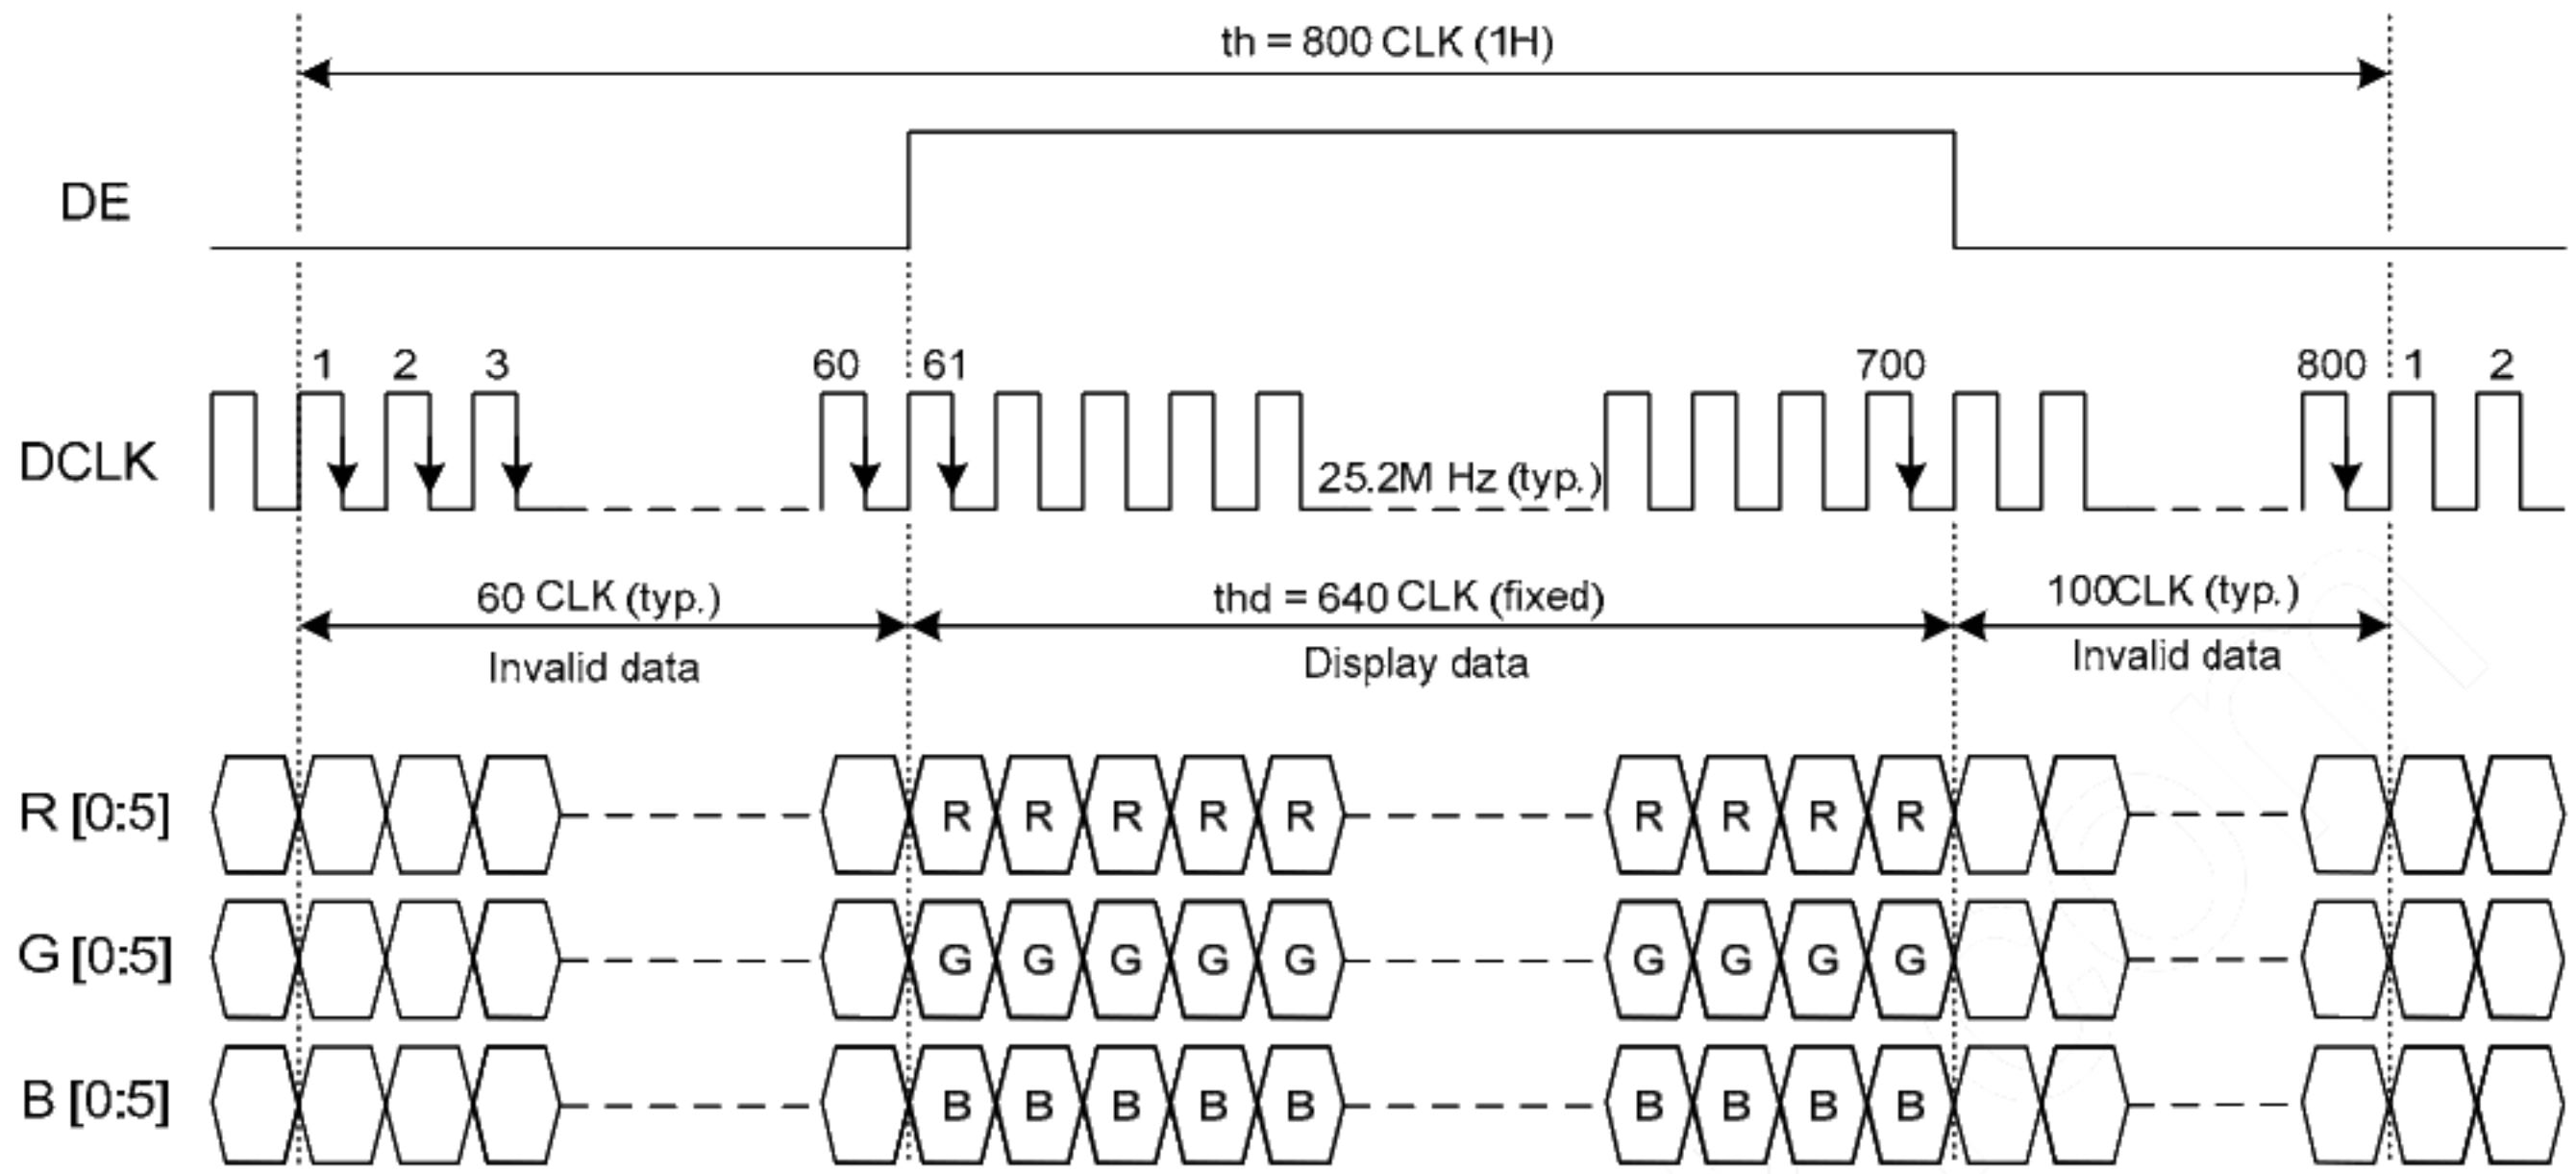 th = 800 CLK (1H)
DE
1 2 3 60 61 700 800 1 2
DCLK
25.2M Hz (typ.)
60 CLK (typ.) thd = 640 CLK (fixed) 100CLK (typ.)
Invalid data Display data Invalid data
R [0:5] R R R R R R R R R
G [0:5] G G G G G G G G G
B [0:5] B B B B B B B B B